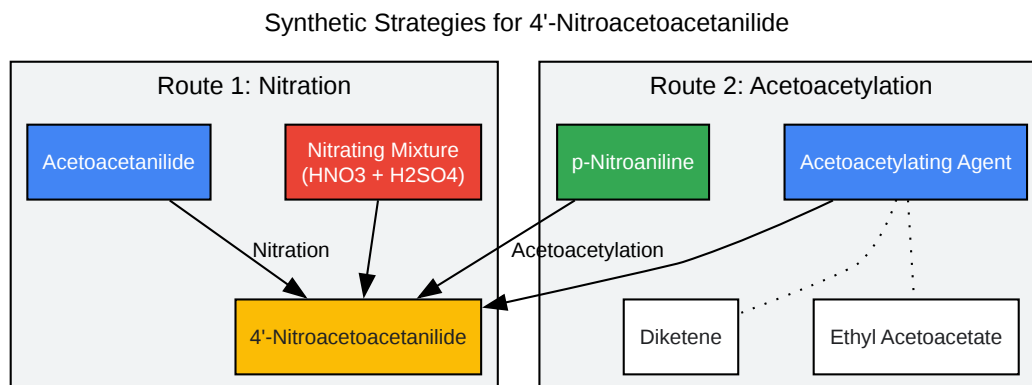 Synthetic Strategies for 4'-Nitroacetoacetanilide
Route 1: Nitration
Route 2: Acetoacetylation
Acetoacetanilide
Nitrating Mixture
(HNO3 + H2SO4)
p-Nitroaniline
Acetoacetylating Agent
Nitration
Acetoacetylation
4'-Nitroacetoacetanilide
Diketene
Ethyl Acetoacetate